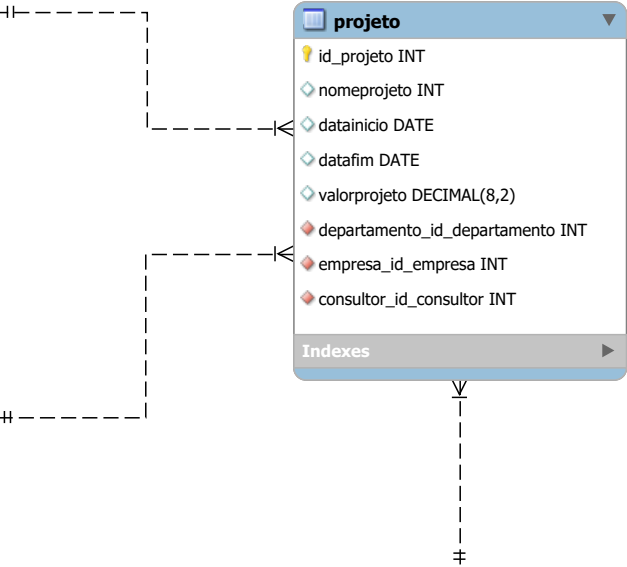 projeto
id_projeto INT
nomeprojeto INT
datainicio DATE
datafim DATE
valorprojeto DECIMAL(8,2)
departamento_id_departamento INT
empresa_id_empresa INT
consultor_id_consultor INT
Indexes